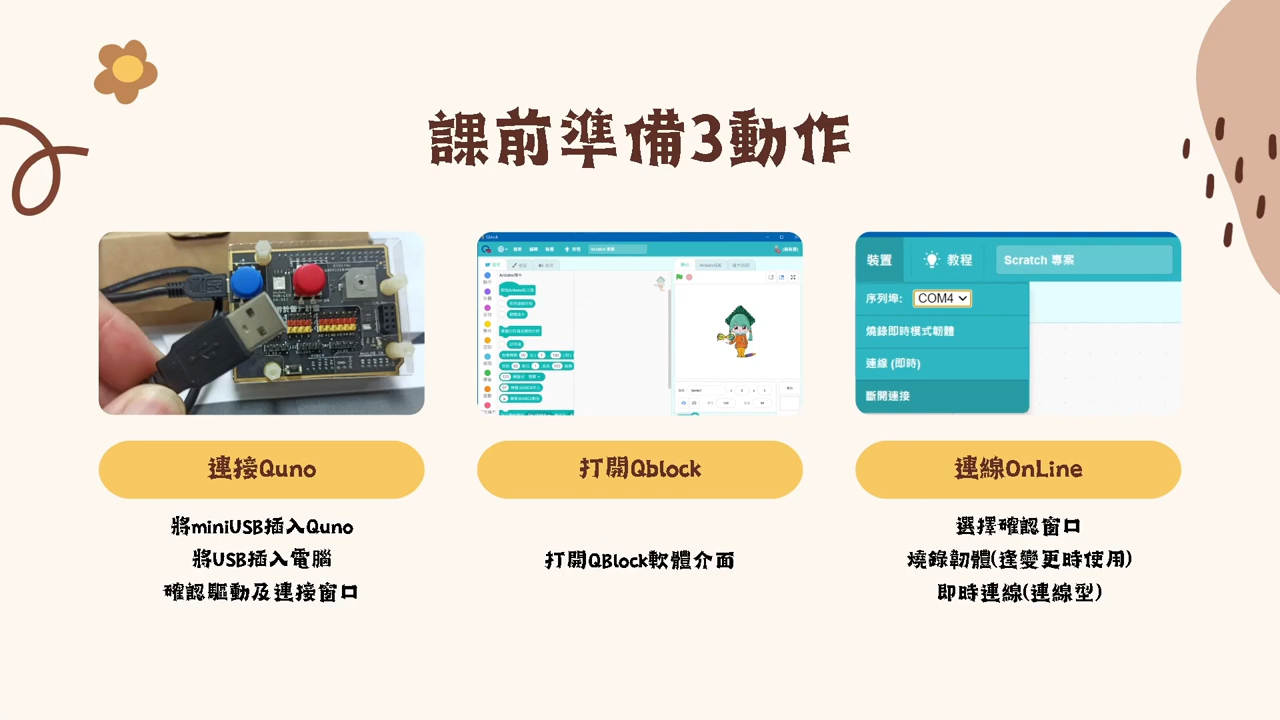 課前準備3動作
裝置
教程
Scratch 專案
序列埠:
COM4
燒錄即時模式韌體
連線 (即時)
斷開連接
連接Quno
打開Qblock
連線OnLine
將miniUSB插入Quno
將USB插入電腦
確認驅動及連接窗口
打開QBlock軟體介面
選擇確認窗口
燒錄韌體(逢變更時使用)
即時連線(連線型)